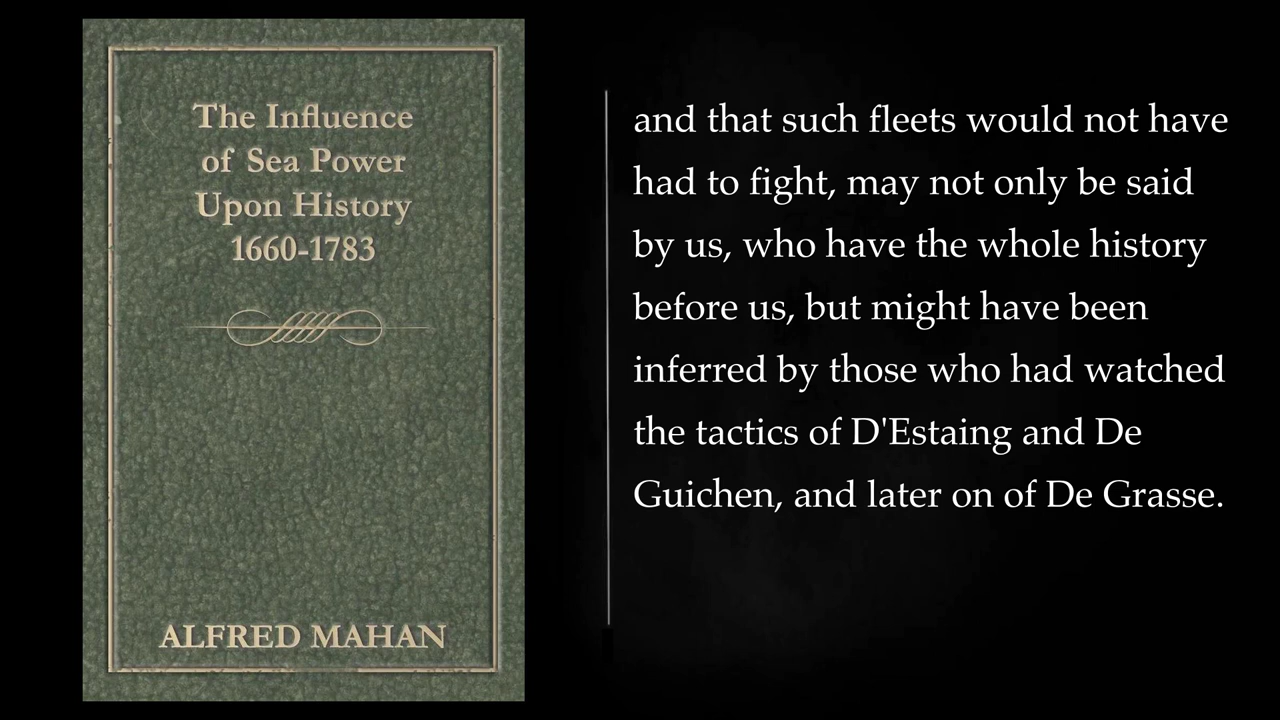 The Influence
of Sea Power
Upon History
1660-1783
ALFRED MAHAN
and that such fleets would not have
had to fight, may not only be said
by us, who have the whole history
before us, but might have been
inferred by those who had watched
the tactics of D'Estaing and De
Guichen, and later on of De Grasse.